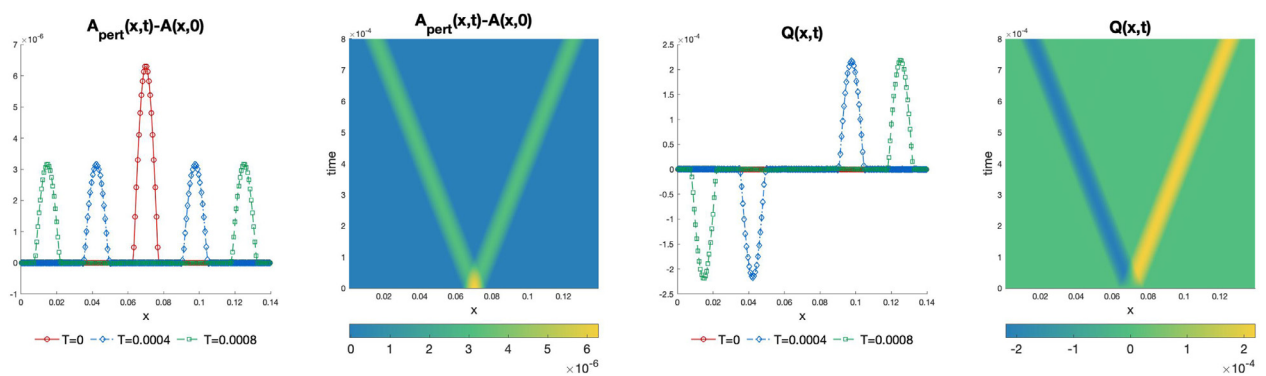 A_pert(x,t)-A(x,0)
×10^-6
7
6
5
4
3
2
1
0
-1
0 0.02 0.04 0.06 0.08 0.1 0.12 0.14
x
T=0 T=0.0004 T=0.0008
A_pert(x,t)-A(x,0)
×10^-4
8
7
6
5
4
3
2
1
0
time
0.02 0.04 0.06 0.08 0.1 0.12
x
0 1 2 3 4 5 6
×10^-6
Q(x,t)
×10^-4
2.5
2
1.5
1
0.5
0
-0.5
-1
-1.5
-2
-2.5
0 0.02 0.04 0.06 0.08 0.1 0.12 0.14
x
T=0 T=0.0004 T=0.0008
Q(x,t)
×10^-4
8
7
6
5
4
3
2
1
0
time
0.02 0.04 0.06 0.08 0.1 0.12
x
-2 -1 0 1 2
×10^-4